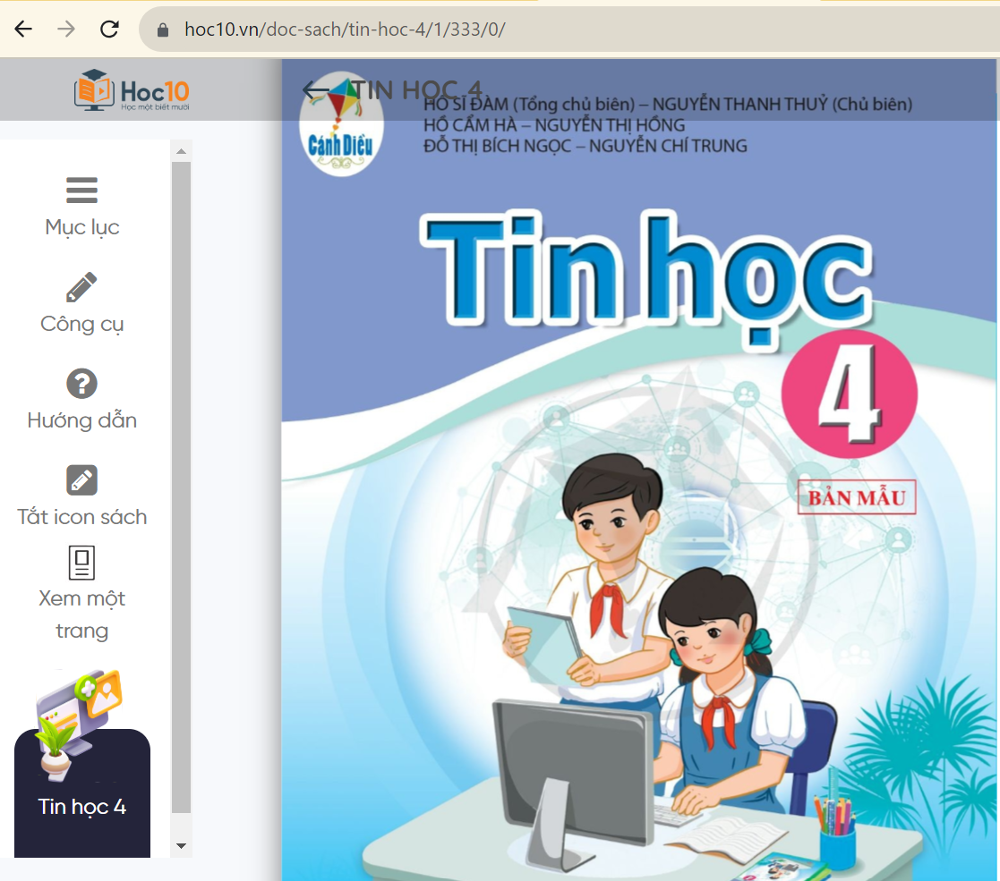 hoc10.vn/doc-sach/tin-hoc-4/1/333/0/
Hoc10
Học một biết mười
TIN HỌC 4
Mục lục
Công cụ
Hướng dẫn
Tắt icon sách
Xem một
trang
Tin học 4
Cánh Diều
HỒ SĨ ĐÀM (Tổng chủ biên) – NGUYỄN THANH THUỶ (Chủ biên)
HỒ CẨM HÀ – NGUYỄN THỊ HỒNG
ĐỖ THỊ BÍCH NGỌC – NGUYỄN CHÍ TRUNG
Tin học
4
BẢN MẪU